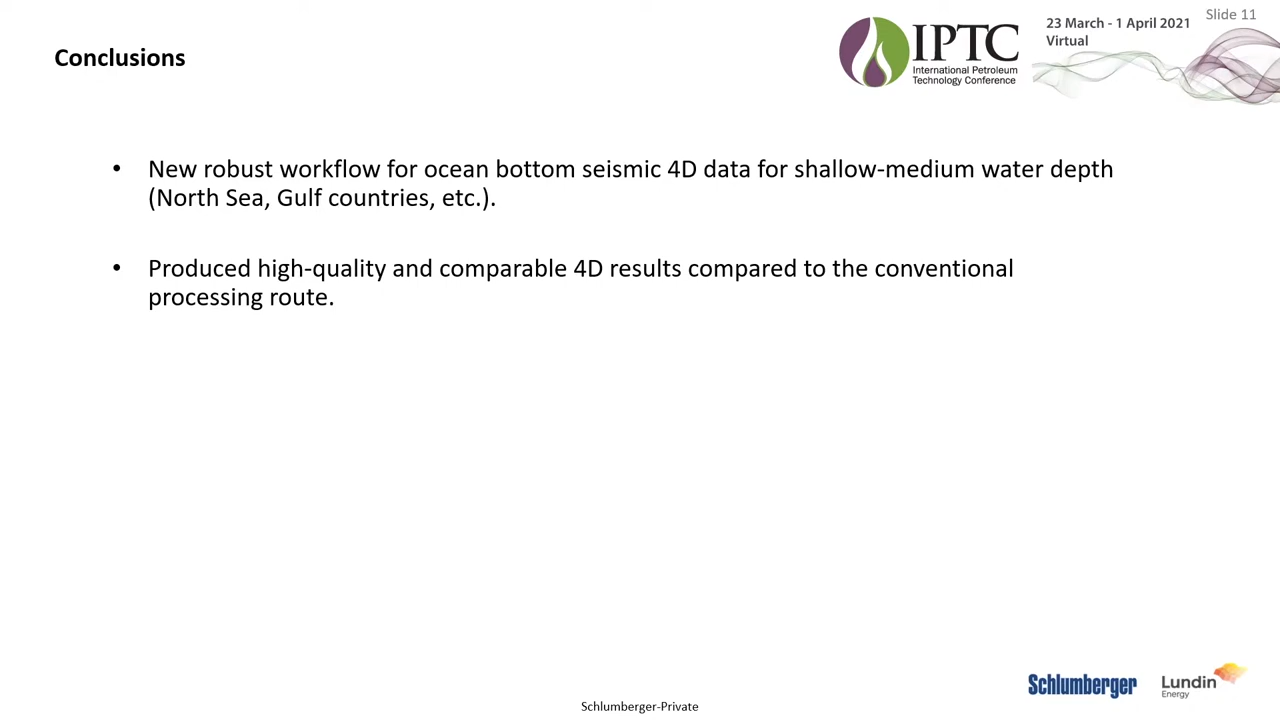 Slide 11
23 March - 1 April 2021
Virtual
IPTC
International Petroleum
Technology Conference
Conclusions
• New robust workflow for ocean bottom seismic 4D data for shallow-medium water depth
(North Sea, Gulf countries, etc.).
• Produced high-quality and comparable 4D results compared to the conventional
processing route.
Schlumberger
Lundin
Energy
Schlumberger-Private